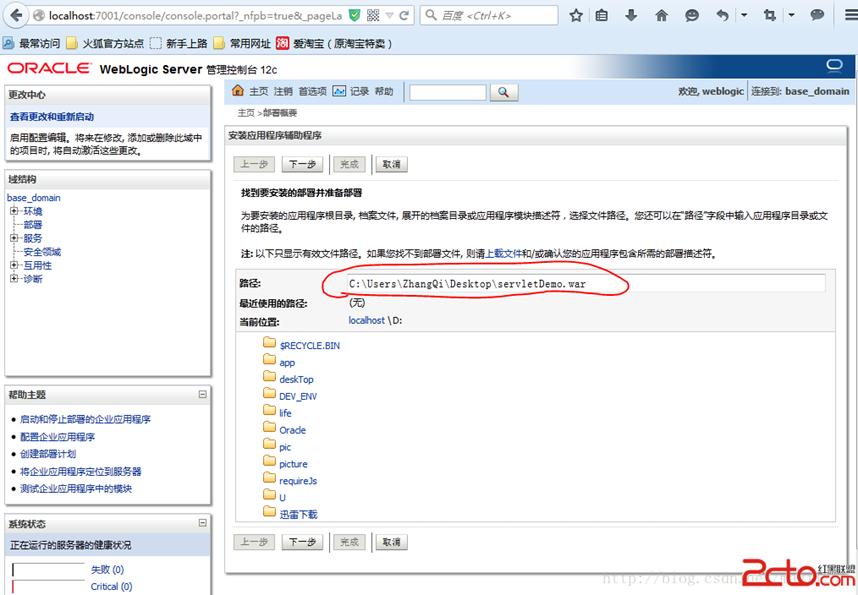 localhost:7001/console/console.portal?_nfpb=true&_pageLa
百度 <Ctrl+K>
最常访问 火狐官方站点 新手上路 常用网址 爱淘宝（原淘宝特卖）
ORACLE WebLogic Server 管理控制台 12c
更改中心
查看更改和重新启动
启用配置编辑。将来在修改, 添加或删除此域中
的项目时, 将自动激活这些更改。
域结构
base_domain
环境
部署
服务
安全领域
互用性
诊断
帮助主题
启动和停止部署的企业应用程序
配置企业应用程序
创建部署计划
将企业应用程序定位到服务器
测试企业应用程序中的模块
系统状态
正在运行的服务器的健康状况
失败 (0)
Critical (0)
主页 注销 首选项 记录 帮助
欢迎, weblogic 连接到: base_domain
主页 >部署概要
安装应用程序辅助程序
上一步 下一步 完成 取消
找到要安装的部署并准备部署
为要安装的应用程序根目录, 档案文件, 展开的档案目录或应用程序模块描述符, 选择文件路径。您还可以在"路径"字段中输入应用程序目录或文
件的路径。
注: 以下只显示有效文件路径。如果您找不到部署文件, 则请上载文件和/或确认您的应用程序包含所需的部署描述符。
路径: C:\Users\ZhangQi\Desktop\servletDemo.war
最近使用的路径: (无)
当前位置: localhost \D:
$RECYCLE.BIN
app
deskTop
DEV_ENV
life
Oracle
pic
picture
requireJs
U
迅雷下载
上一步 下一步 完成 取消
2cto.com
红黑联盟